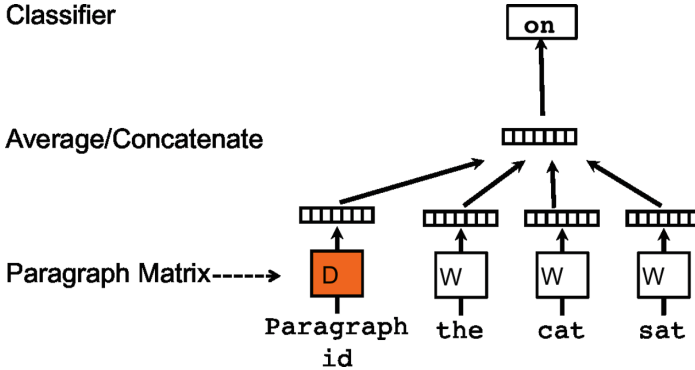 Classifier
on
Average/Concatenate
Paragraph Matrix
D
W
W
W
Paragraph
id
the
cat
sat